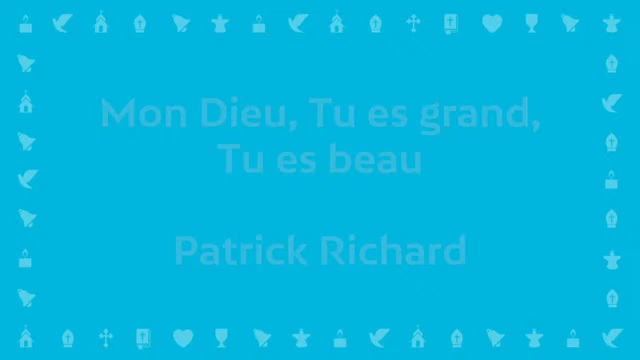 Mon Dieu, Tu es grand,
Tu es beau
Patrick Richard